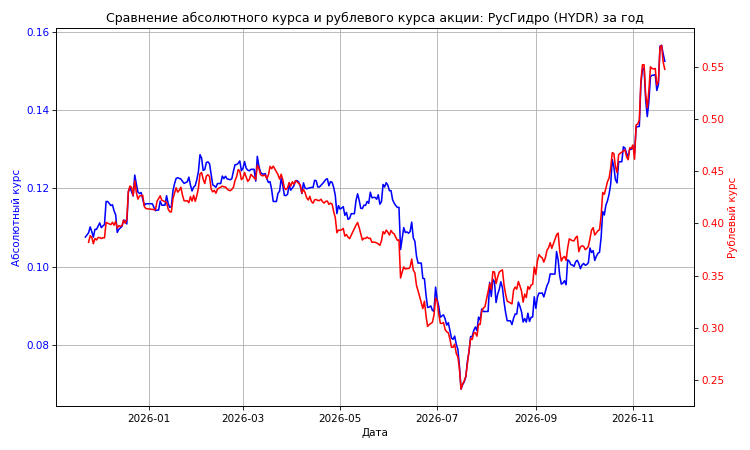 Сравнение абсолютного курса и рублевого курса акции: РусГидро (HYDR) за год
0.16
0.14
0.12
0.10
0.08
Абсолютный курс
0.55
0.50
0.45
0.40
0.35
0.30
0.25
Рублевый курс
2026-01 2026-03 2026-05 2026-07 2026-09 2026-11
Дата